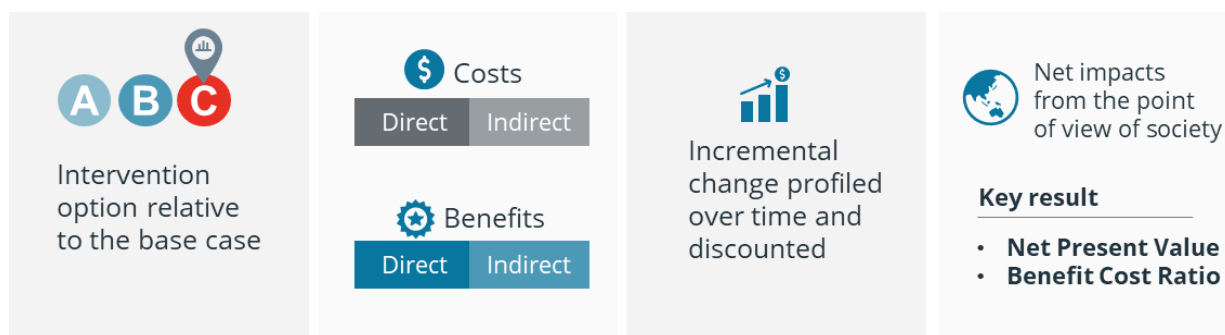 A B C
Intervention
option relative
to the base case
$ Costs
Direct Indirect
Benefits
Direct Indirect
$
Incremental
change profiled
over time and
discounted
Net impacts
from the point
of view of society
Key result
• Net Present Value
• Benefit Cost Ratio